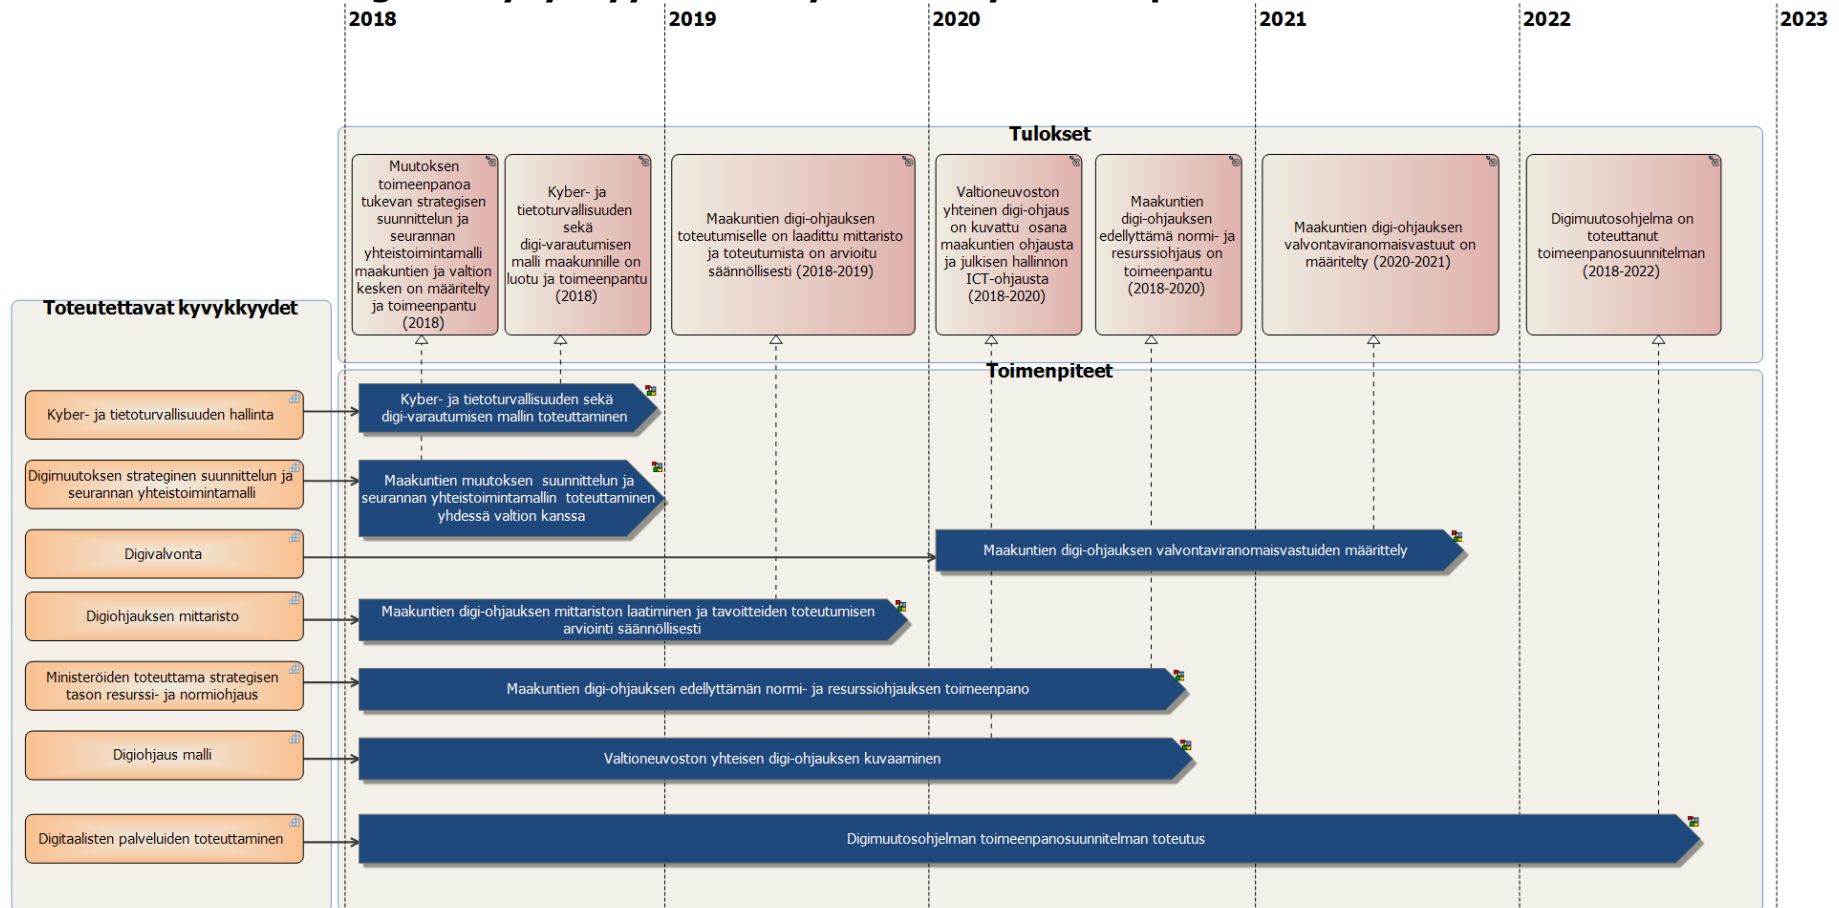 2018
2019
2020
2021
2022
2023
Tulokset
Muutoksen
toimeenpanoa
tukevan strategisen
suunnittelun ja
seurannan
yhteistoimintamalli
maakuntien ja valtion
kesken on määritelty
ja toimeenpantu
(2018)
Kyber- ja
tietoturvallisuuden
sekä
digi-varautumisen
malli maakunnille on
luotu ja toimeenpantu
(2018)
Maakuntien digi-ohjauksen
toteutumiselle on laadittu mittaristo
ja toteutumista on arvioitu
säännöllisesti (2018-2019)
Valtioneuvoston
yhteinen digi-ohjaus
on kuvattu osana
maakuntien ohjausta
ja julkisen hallinnon
ICT-ohjausta
(2018-2020)
Maakuntien
digi-ohjauksen
edellyttämä normi- ja
resurssiohjaus on
toimeenpantu
(2018-2020)
Maakuntien digi-ohjauksen
valvontaviranomaisvastuut on
määritelty (2020-2021)
Digimuutosohjelma on
toteuttanut
toimeenpanosuunnitelman
(2018-2022)
Toteutettavat kyvykkyydet
Toimenpiteet
Kyber- ja tietoturvallisuuden hallinta
Kyber- ja tietoturvallisuuden sekä
digi-varautumisen mallin toteuttaminen
Digimuutoksen strateginen suunnittelun ja
seurannan yhteistoimintamalli
Maakuntien muutoksen suunnittelun ja
seurannan yhteistoimintamallin toteuttaminen
yhdessä valtion kanssa
Digivalvonta
Maakuntien digi-ohjauksen valvontaviranomaisvastuiden määrittely
Digiohjauksen mittaristo
Maakuntien digi-ohjauksen mittariston laatiminen ja tavoitteiden toteutumisen
arviointi säännöllisesti
Ministeröiden toteuttama strategisen
tason resurssi- ja normiohjaus
Maakuntien digi-ohjauksen edellyttämän normi- ja resurssiohjauksen toimeenpano
Digiohjaus malli
Valtioneuvoston yhteisen digi-ohjauksen kuvaaminen
Digitaalisten palveluiden toteuttaminen
Digimuutosohjelman toimeenpanosuunnitelman toteutus